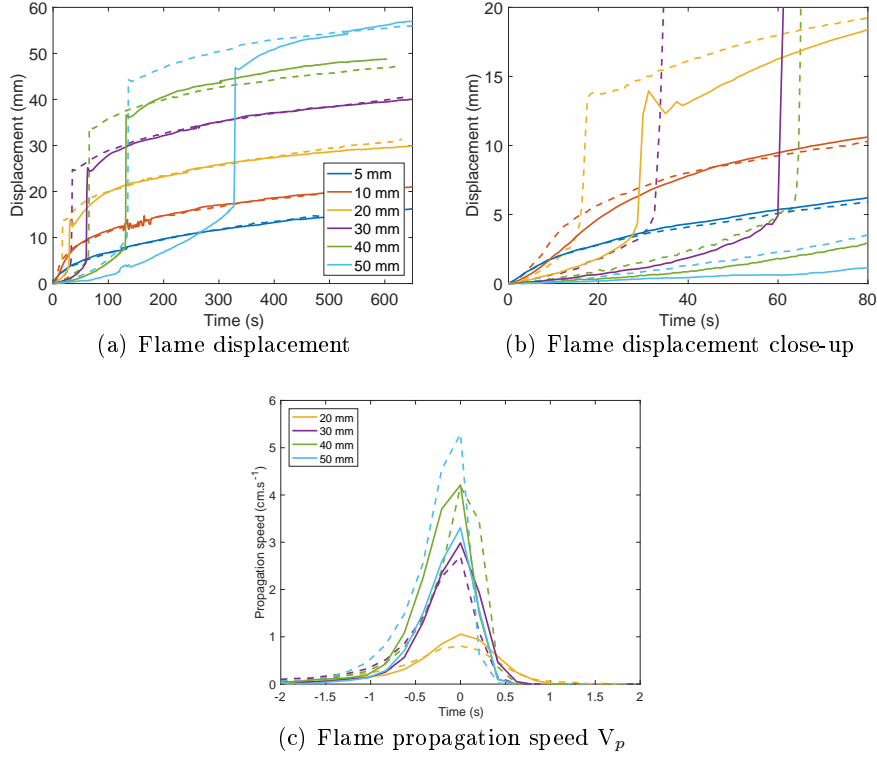 60
50
40
30
20
10
0
Displacement (mm)
0 100 200 300 400 500 600
Time (s)
5 mm
10 mm
20 mm
30 mm
40 mm
50 mm
(a) Flame displacement
20
15
10
5
0
Displacement (mm)
0 20 40 60 80
Time (s)
(b) Flame displacement close-up
6
5
4
3
2
1
0
Propagation speed (cm.s-1)
20 mm
30 mm
40 mm
50 mm
-2 -1.5 -1 -0.5 0 0.5 1 1.5 2
Time (s)
(c) Flame propagation speed Vp